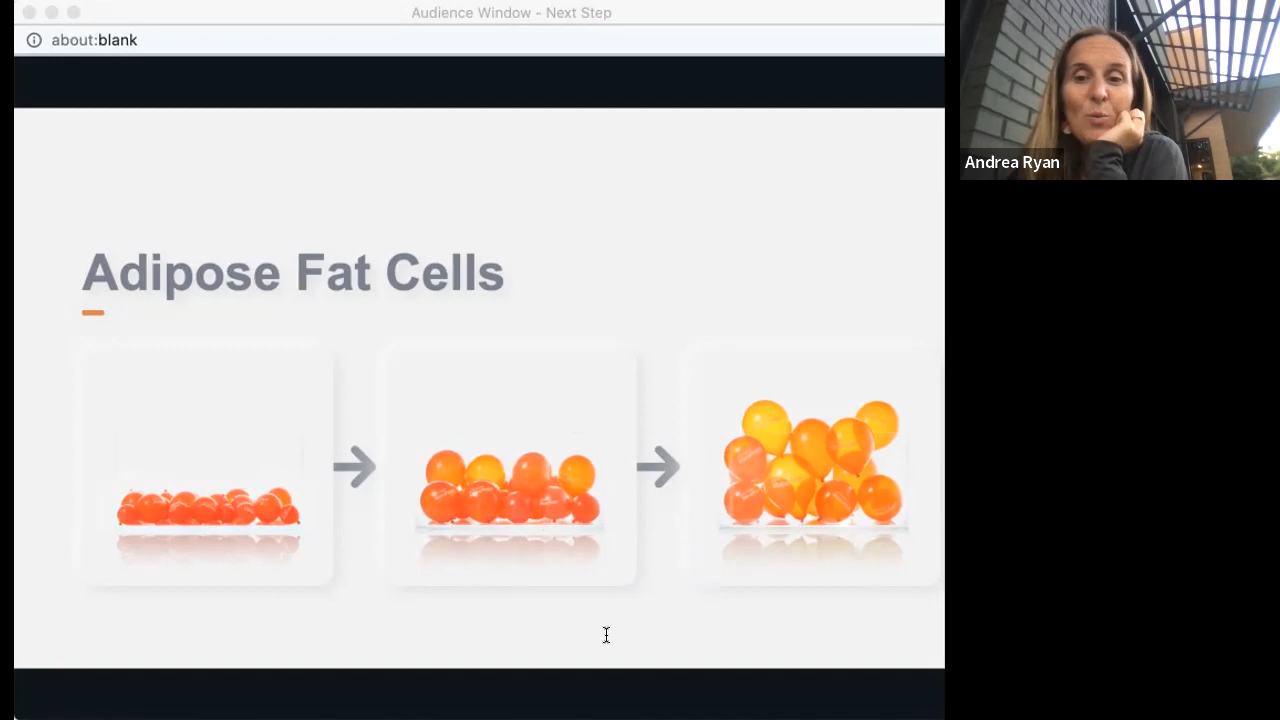 Audience Window - Next Step
about:blank
Andrea Ryan
Adipose Fat Cells